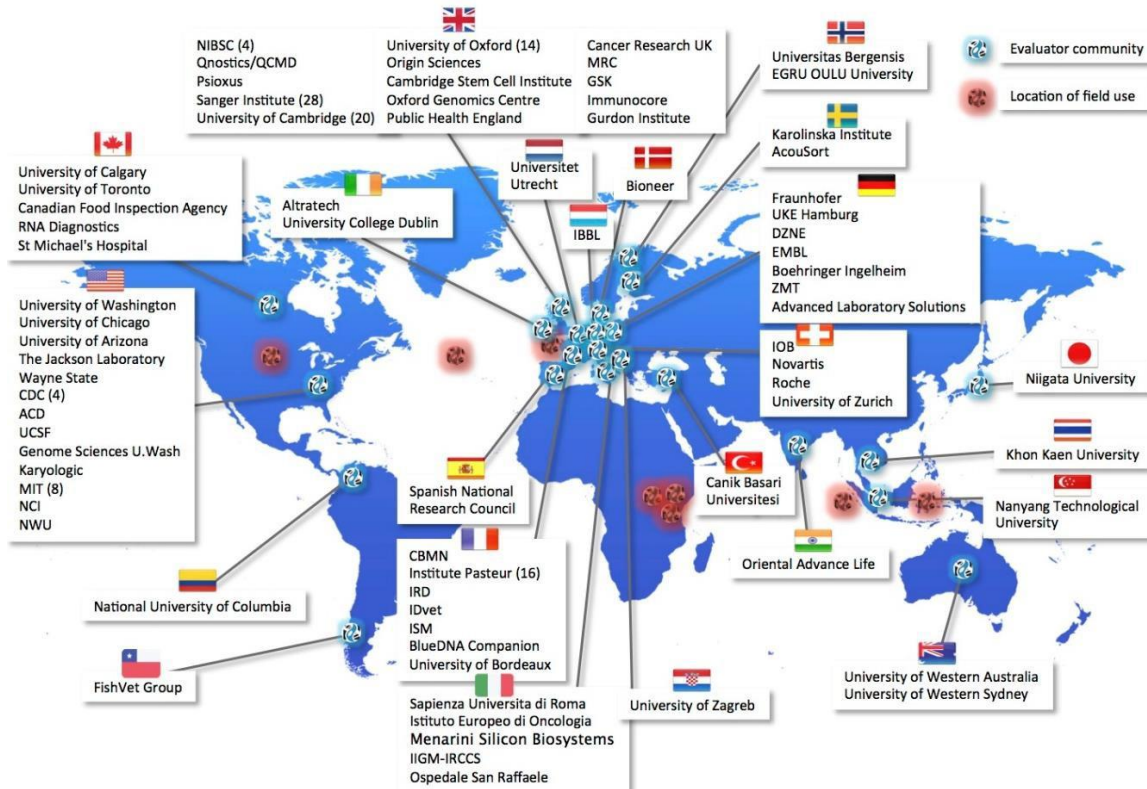 NIBSC (4)
Qnostics/QCMD
Psioxus
Sanger Institute (28)
University of Cambridge (20)
University of Oxford (14)
Origin Sciences
Cambridge Stem Cell Institute
Oxford Genomics Centre
Public Health England
Cancer Research UK
MRC
GSK
Immunocore
Gurdon Institute
Universitas Bergensis
EGRU OULU University
Evaluator community
Location of field use
Karolinska Institute
AcouSort
University of Calgary
University of Toronto
Canadian Food Inspection Agency
RNA Diagnostics
St Michael's Hospital
Altratech
University College Dublin
Universitet
Utrecht
Bioneer
IBBL
Fraunhofer
UKE Hamburg
DZNE
EMBL
Boehringer Ingelheim
ZMT
Advanced Laboratory Solutions
University of Washington
University of Chicago
University of Arizona
The Jackson Laboratory
Wayne State
CDC (4)
ACD
UCSF
Genome Sciences U.Wash
Karyologic
MIT (8)
NCI
NWU
IOB
Novartis
Roche
University of Zurich
Niigata University
Khon Kaen University
Nanyang Technological
University
Spanish National
Research Council
Canik Basari
Universitesi
Oriental Advance Life
National University of Columbia
CBMN
Institute Pasteur (16)
IRD
IDvet
ISM
BlueDNA Companion
University of Bordeaux
FishVet Group
Sapienza Universita di Roma
Istituto Europeo di Oncologia
Menarini Silicon Biosystems
IIGM-IRCCS
Ospedale San Raffaele
University of Zagreb
University of Western Australia
University of Western Sydney